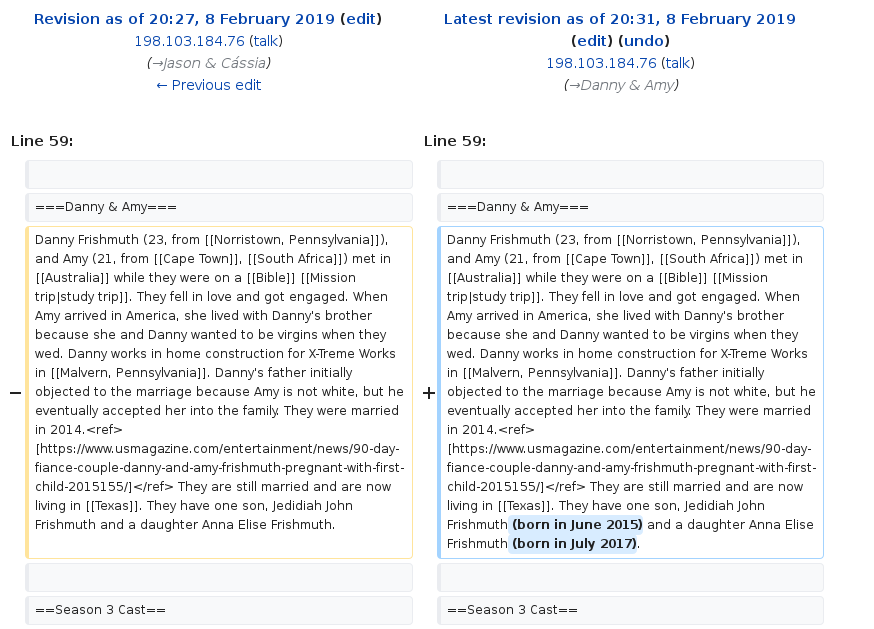 Revision as of 20:27, 8 February 2019 (edit)
198.103.184.76 (talk)
(→Jason & Cássia)
← Previous edit
Latest revision as of 20:31, 8 February 2019
(edit) (undo)
198.103.184.76 (talk)
(→Danny & Amy)
Line 59:
Line 59:
===Danny & Amy===
===Danny & Amy===
−
Danny Frishmuth (23, from [[Norristown, Pennsylvania]]),
and Amy (21, from [[Cape Town]], [[South Africa]]) met in
[[Australia]] while they were on a [[Bible]] [[Mission
trip|study trip]]. They fell in love and got engaged. When
Amy arrived in America, she lived with Danny's brother
because she and Danny wanted to be virgins when they
wed. Danny works in home construction for X-Treme Works
in [[Malvern, Pennsylvania]]. Danny's father initially
objected to the marriage because Amy is not white, but he
eventually accepted her into the family. They were married
in 2014.<ref>
[https://www.usmagazine.com/entertainment/news/90-day-
fiance-couple-danny-and-amy-frishmuth-pregnant-with-first-
child-2015155/]</ref> They are still married and are now
living in [[Texas]]. They have one son, Jedidiah John
Frishmuth and a daughter Anna Elise Frishmuth.
+
Danny Frishmuth (23, from [[Norristown, Pennsylvania]]),
and Amy (21, from [[Cape Town]], [[South Africa]]) met in
[[Australia]] while they were on a [[Bible]] [[Mission
trip|study trip]]. They fell in love and got engaged. When
Amy arrived in America, she lived with Danny's brother
because she and Danny wanted to be virgins when they
wed. Danny works in home construction for X-Treme Works
in [[Malvern, Pennsylvania]]. Danny's father initially
objected to the marriage because Amy is not white, but he
eventually accepted her into the family. They were married
in 2014.<ref>
[https://www.usmagazine.com/entertainment/news/90-day-
fiance-couple-danny-and-amy-frishmuth-pregnant-with-first-
child-2015155/]</ref> They are still married and are now
living in [[Texas]]. They have one son, Jedidiah John
Frishmuth (born in June 2015) and a daughter Anna Elise
Frishmuth (born in July 2017).
==Season 3 Cast==
==Season 3 Cast==